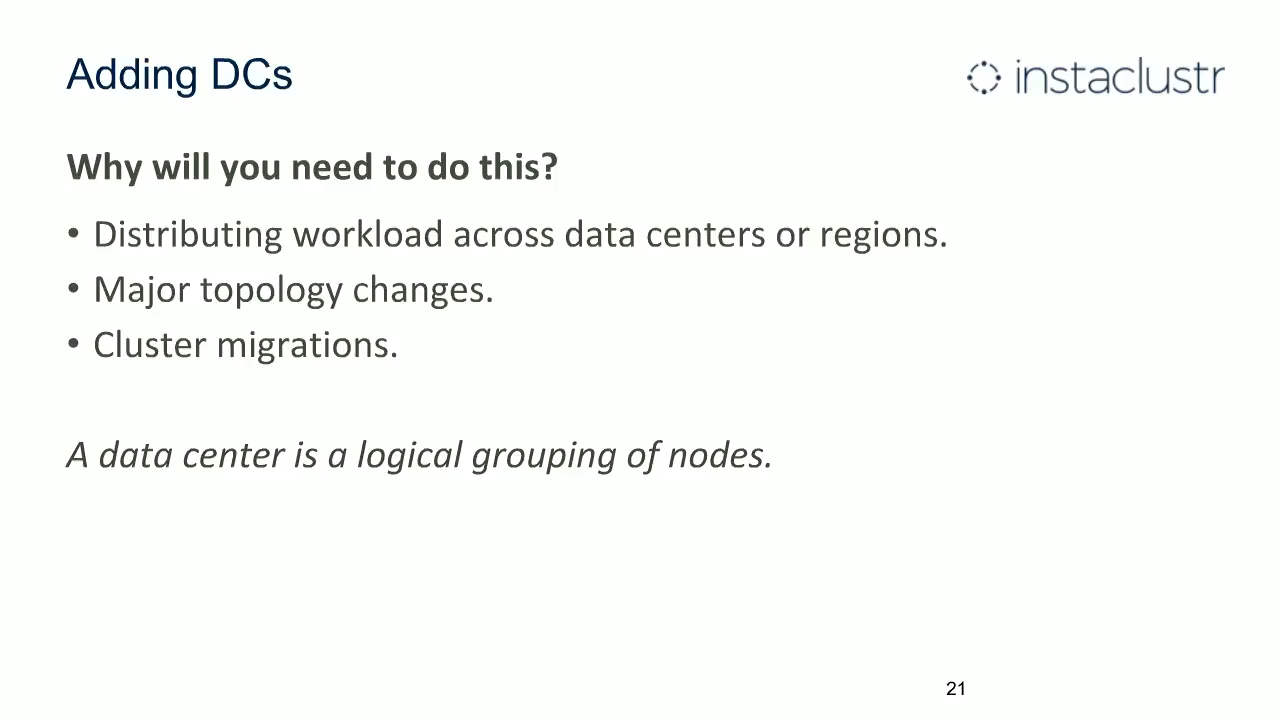 Adding DCs
instaclustr
Why will you need to do this?
• Distributing workload across data centers or regions.
• Major topology changes.
• Cluster migrations.
A data center is a logical grouping of nodes.
21